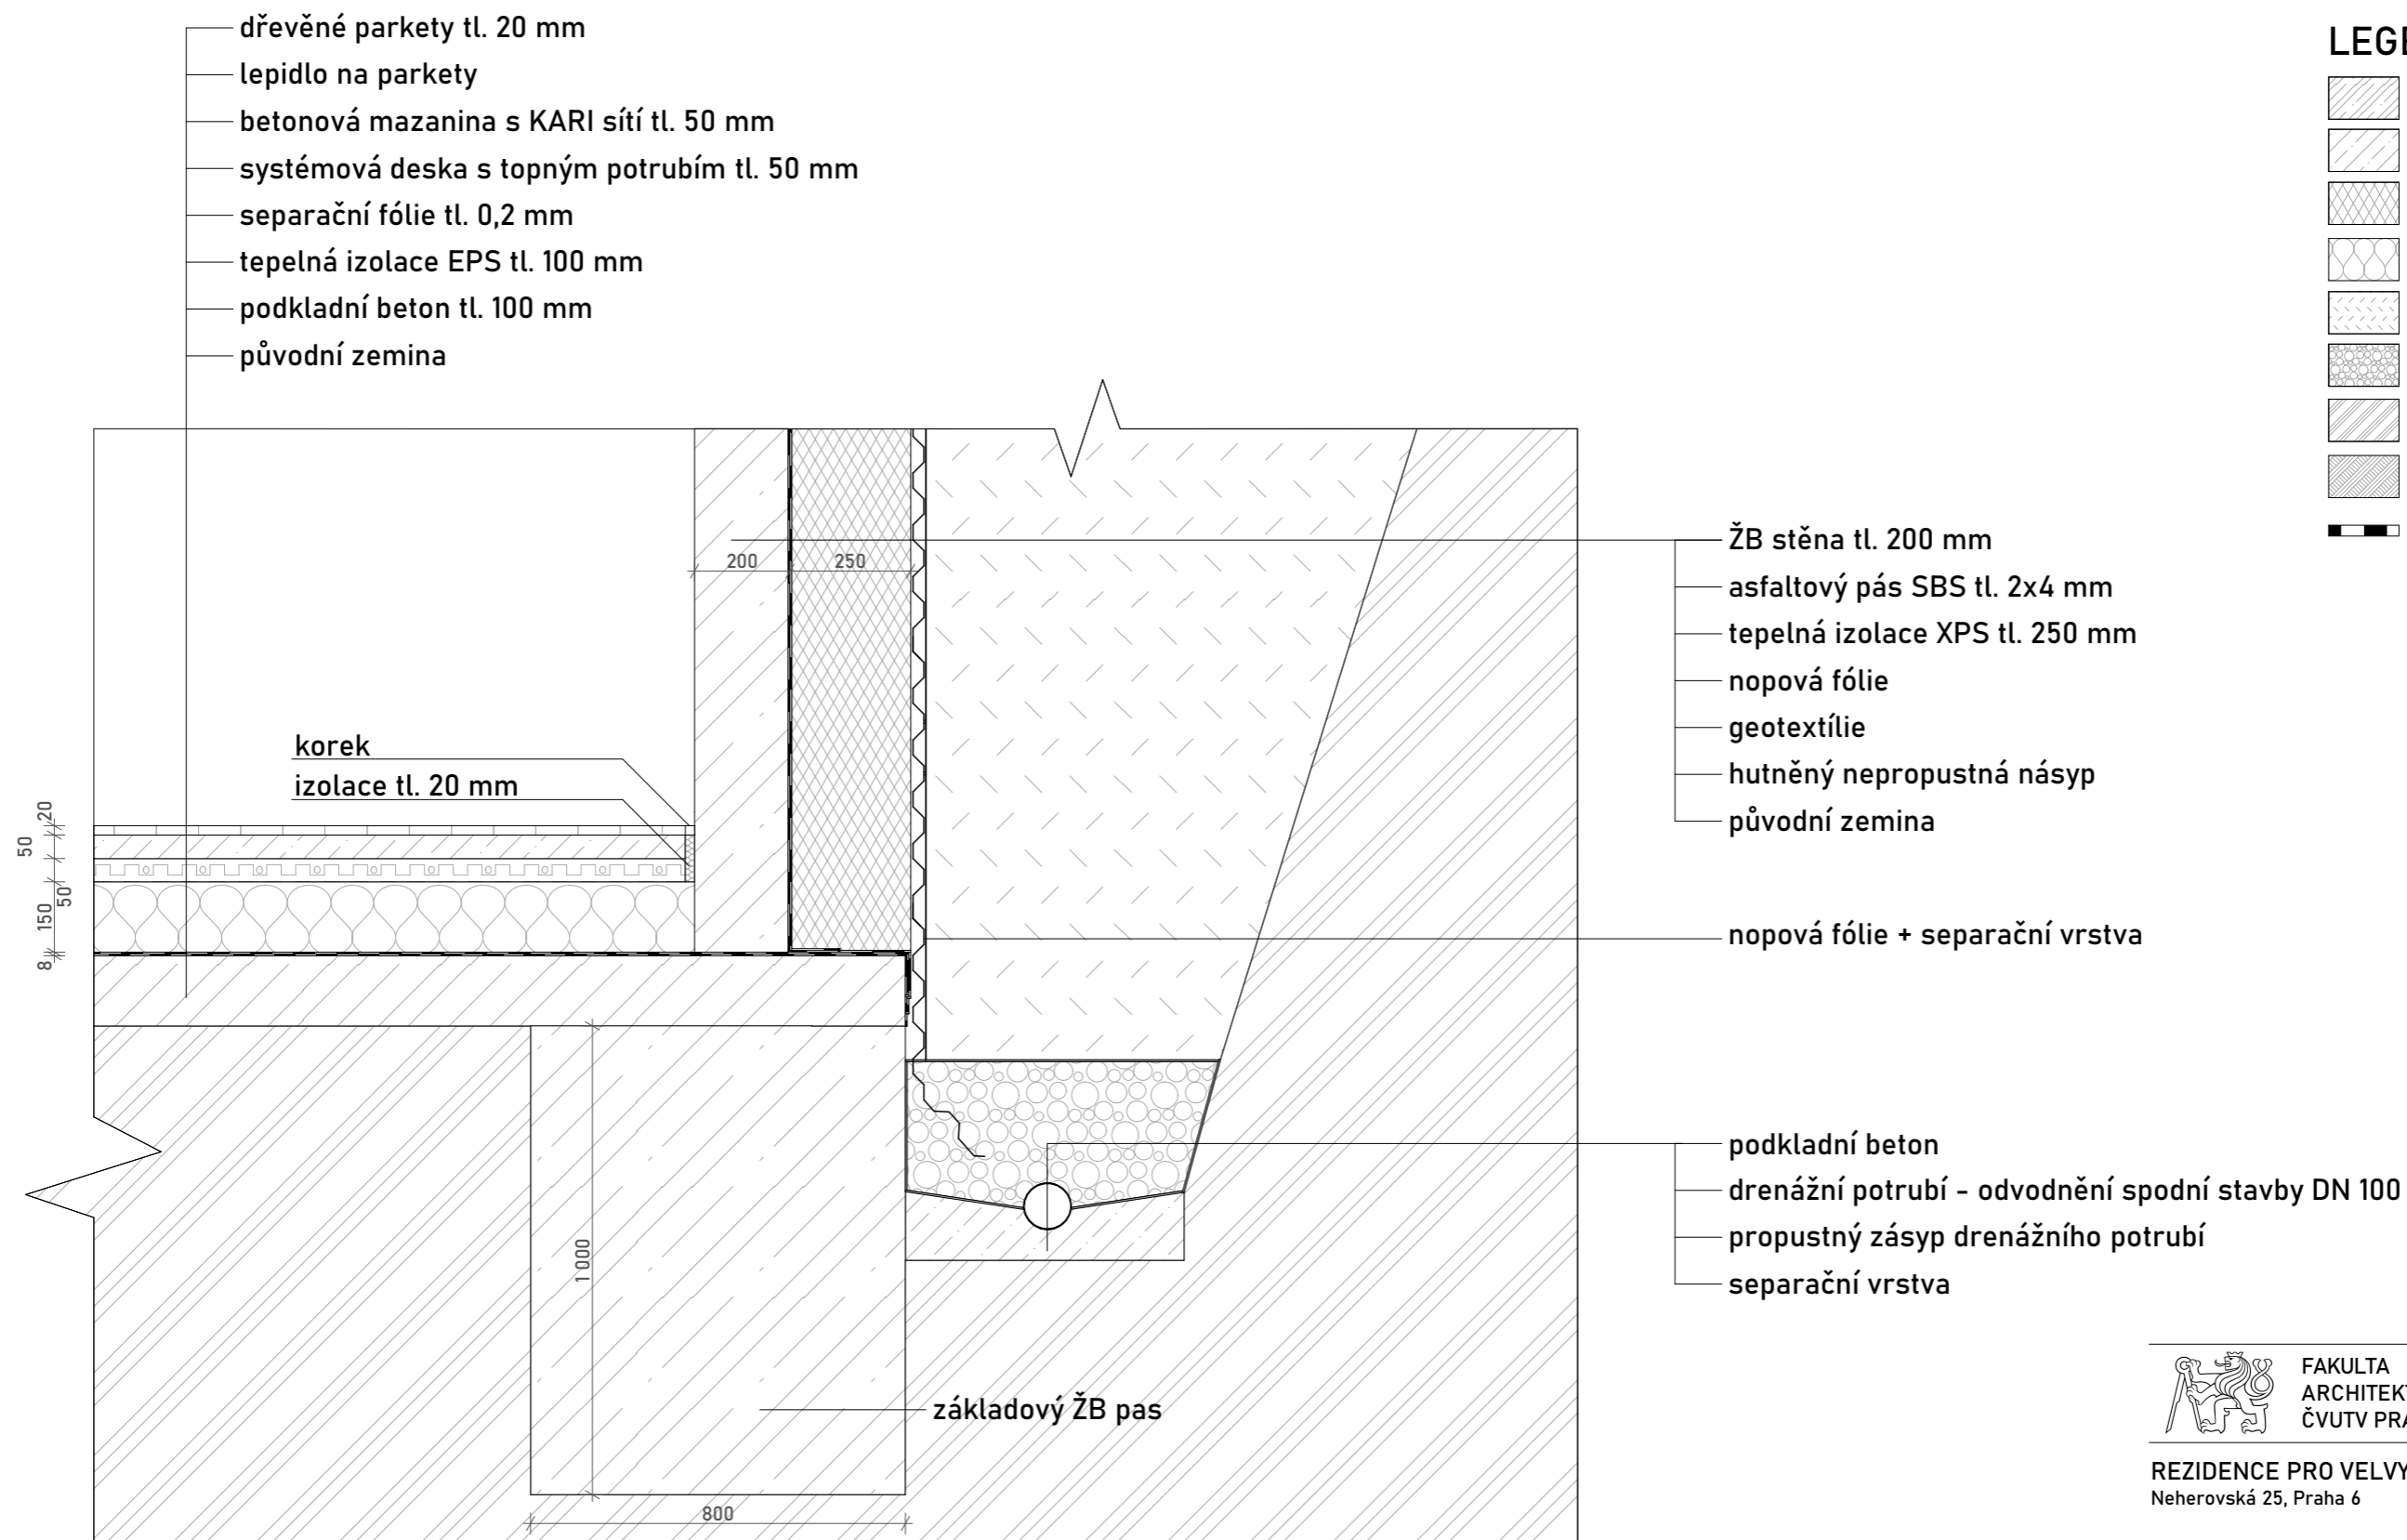 dřevěné parkety tl. 20 mm
lepidlo na parkety
betonová mazanina s KARI sítí tl. 50 mm
systémová deska s topným potrubím tl. 50 mm
separační fólie tl. 0,2 mm
tepelná izolace EPS tl. 100 mm
podkladní beton tl. 100 mm
původní zemina
LEGE
200
250
ŽB stěna tl. 200 mm
asfaltový pás SBS tl. 2x4 mm
tepelná izolace XPS tl. 250 mm
nopová fólie
geotextílie
hutněný nepropustná násyp
původní zemina
korek
izolace tl. 20 mm
20
50
50
150
8
nopová fólie + separační vrstva
podkladní beton
drenážní potrubí - odvodnění spodní stavby DN 100
propustný zásyp drenážního potrubí
separační vrstva
1 000
základový ŽB pas
800
FAKULTA
ARCHITEKT
ČVUTV PRA
REZIDENCE PRO VELVY
Neherovská 25, Praha 6